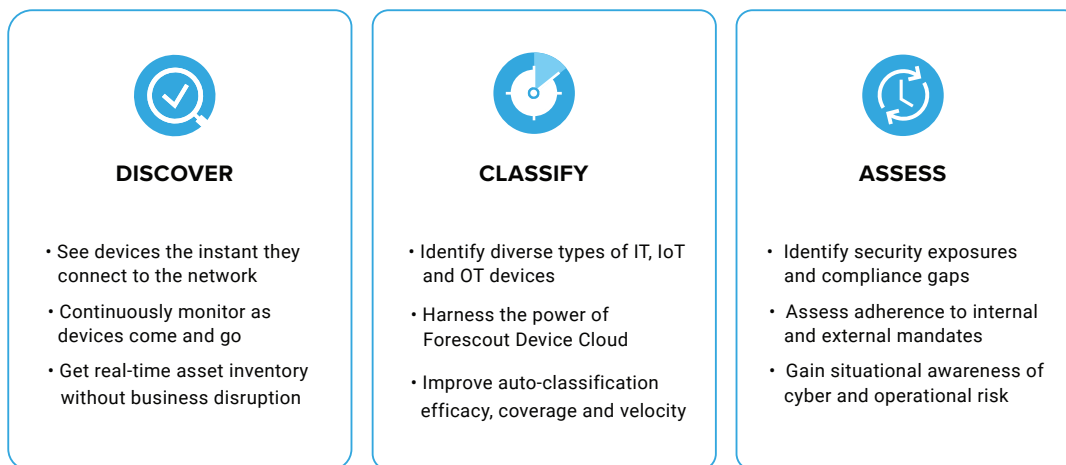 DISCOVER
• See devices the instant they
connect to the network
• Continuously monitor as
devices come and go
• Get real-time asset inventory
without business disruption
CLASSIFY
• Identify diverse types of IT, IoT
and OT devices
• Harness the power of
Forescout Device Cloud
• Improve auto-classification
efficacy, coverage and velocity
ASSESS
• Identify security exposures
and compliance gaps
• Assess adherence to internal
and external mandates
• Gain situational awareness of
cyber and operational risk